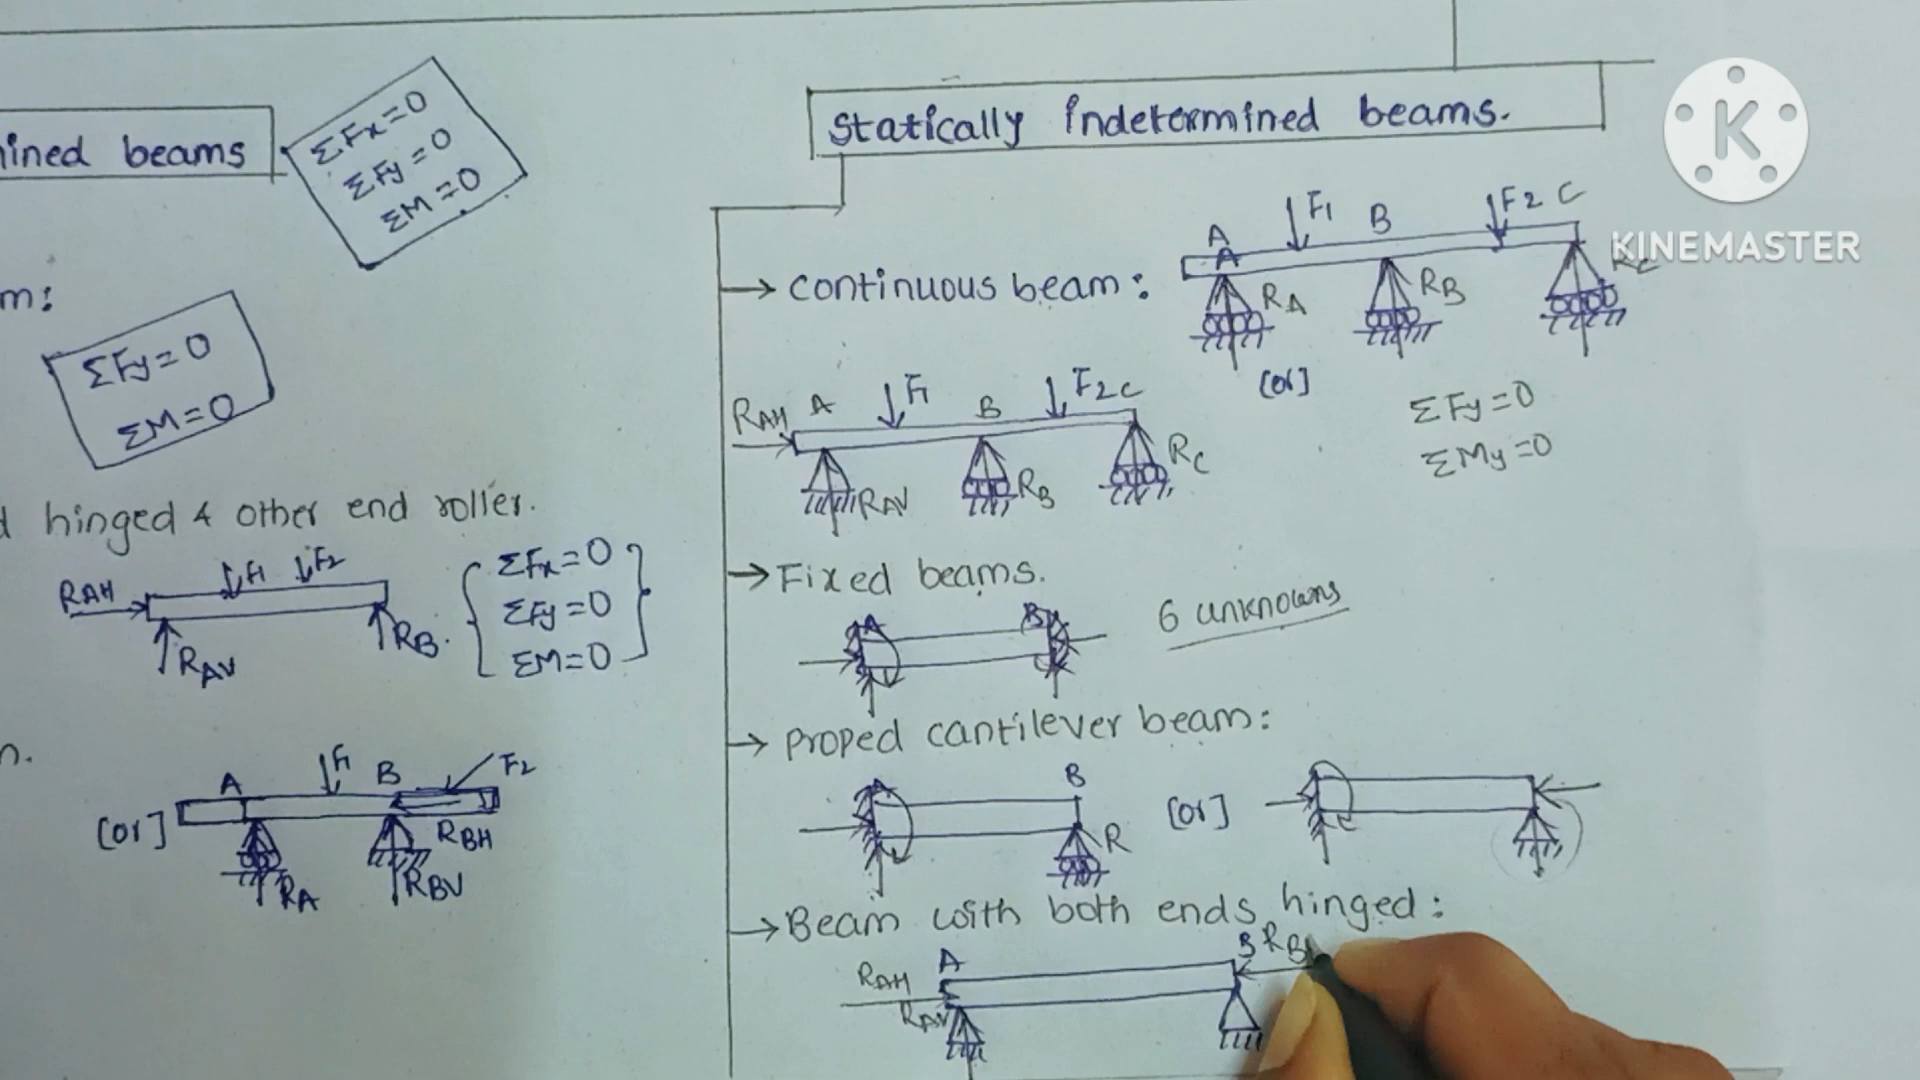 ined beams
ΣFx=0
ΣFy=0
ΣM=0
m:
ΣFy=0
ΣM=0
hinged & other end roller.
RAH
F1
F2
RAV
RB.
ΣFx=0
ΣFy=0
ΣM=0
n.
[or]
A
F1
B
F2
RA
RBV
RBH
Statically indetermined beams.
→ continuous beam:
A
A
F1
B
F2
C
RA
RB
RC
[or]
ΣFy=0
ΣMy=0
RAH
A
F1
B
F2
C
RAV
RB
RC
→ Fixed beams.
A
B
6 unknowns
→ Proped cantilever beam:
A
B
R
[or]
→ Beam with both ends hinged:
RAH
A
RAV
B
RB
K
KINEMASTER